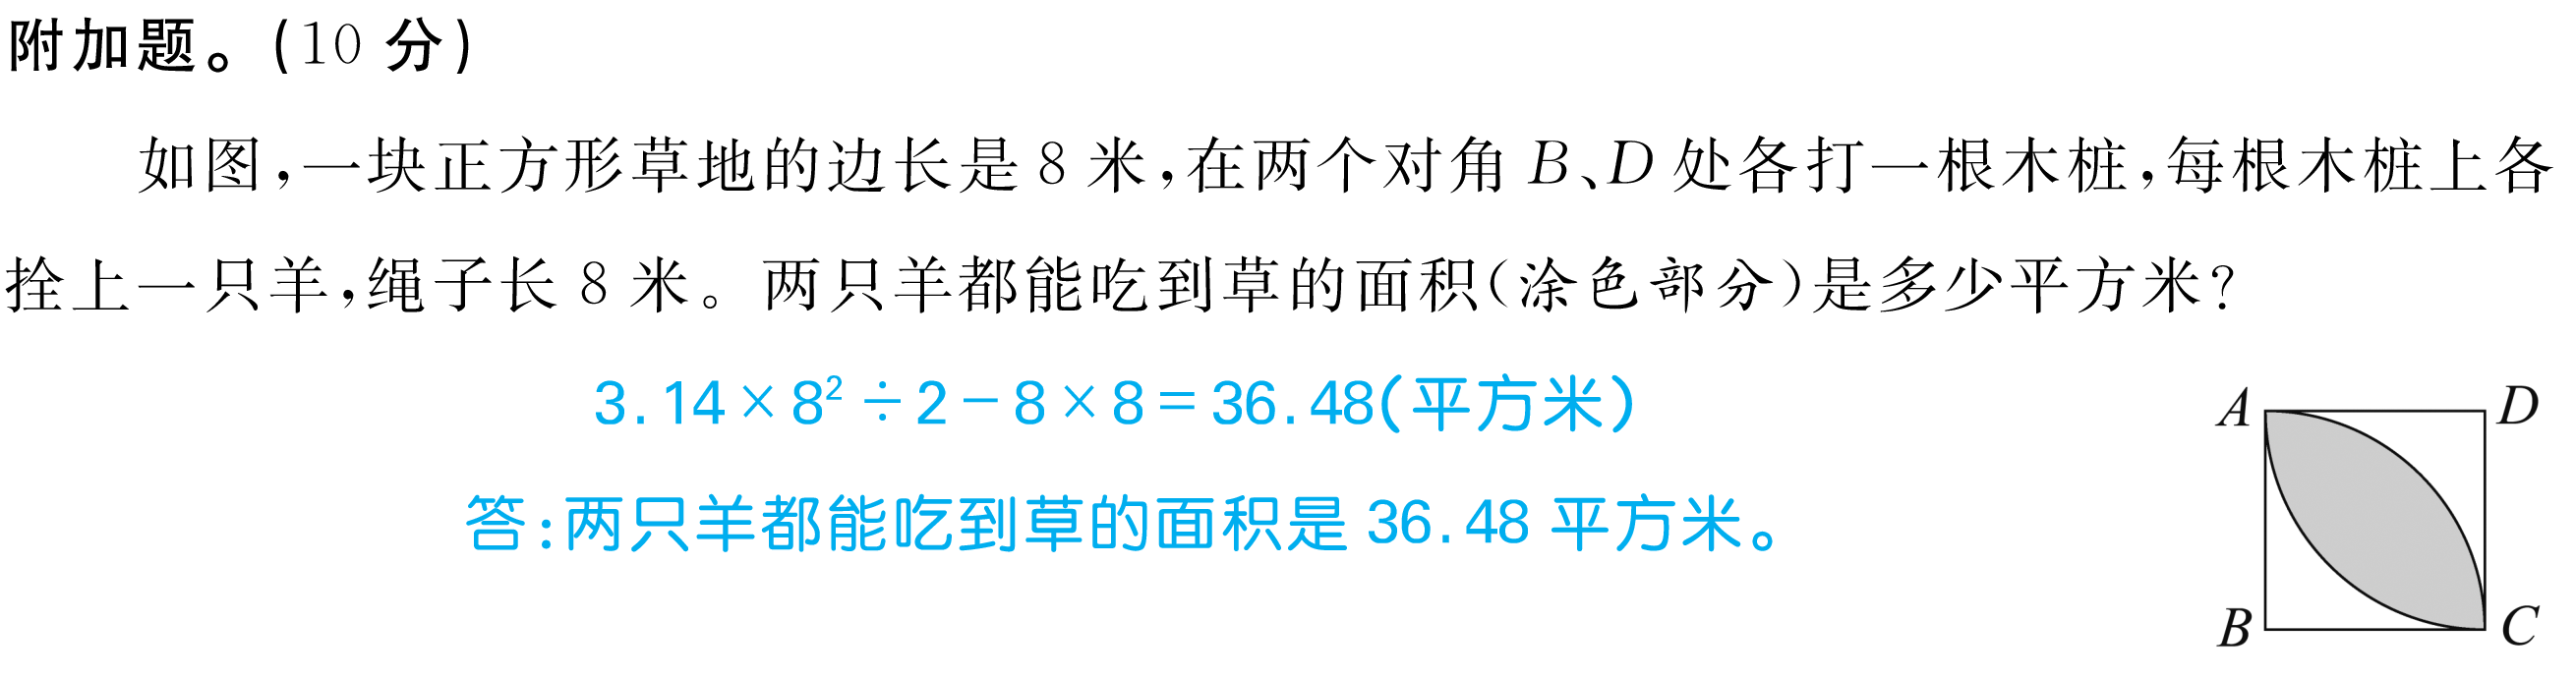 附加题。(10 分)
如图,一块正方形草地的边长是 8 米,在两个对角 B、D 处各打一根木桩,每根木桩上各
拴上一只羊,绳子长 8 米。两只羊都能吃到草的面积(涂色部分)是多少平方米?
3.14×8²÷2-8×8=36.48(平方米)
答:两只羊都能吃到草的面积是 36.48 平方米。
A D
B C